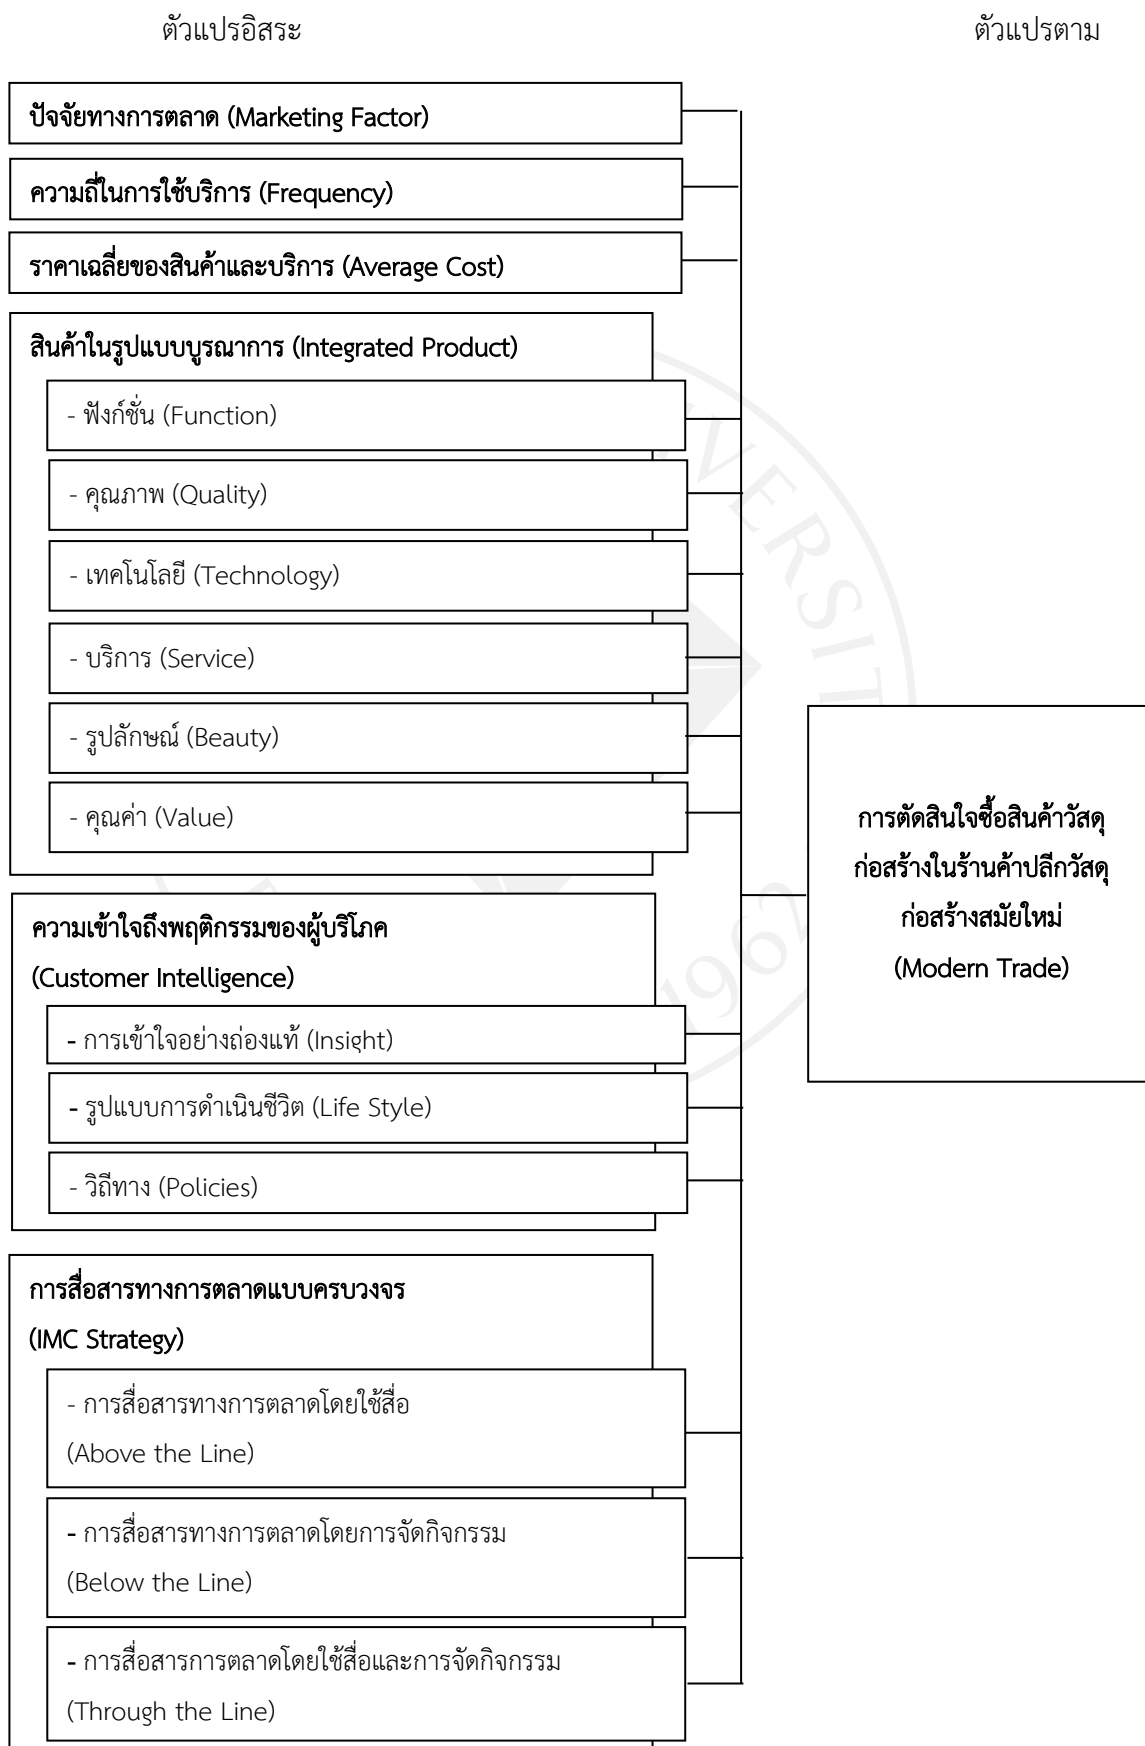 ตัวแปรอิสระ
ตัวแปรตาม
ปัจจัยทางการตลาด (Marketing Factor)
ความถี่ในการใช้บริการ (Frequency)
ราคาเฉลี่ยของสินค้าและบริการ (Average Cost)
สินค้าในรูปแบบบูรณาการ (Integrated Product)
- ฟังก์ชั่น (Function)
- คุณภาพ (Quality)
- เทคโนโลยี (Technology)
- บริการ (Service)
- รูปลักษณ์ (Beauty)
- คุณค่า (Value)
ความเข้าใจถึงพฤติกรรมของผู้บริโภค
(Customer Intelligence)
- การเข้าใจอย่างถ่องแท้ (Insight)
- รูปแบบการดำเนินชีวิต (Life Style)
- วิถีทาง (Policies)
การสื่อสารทางการตลาดแบบครบวงจร
(IMC Strategy)
- การสื่อสารทางการตลาดโดยใช้สื่อ
(Above the Line)
- การสื่อสารทางการตลาดโดยการจัดกิจกรรม
(Below the Line)
- การสื่อสารการตลาดโดยใช้สื่อและการจัดกิจกรรม
(Through the Line)
การตัดสินใจซื้อสินค้าวัสดุ
ก่อสร้างในร้านค้าปลีกวัสดุ
ก่อสร้างสมัยใหม่
(Modern Trade)